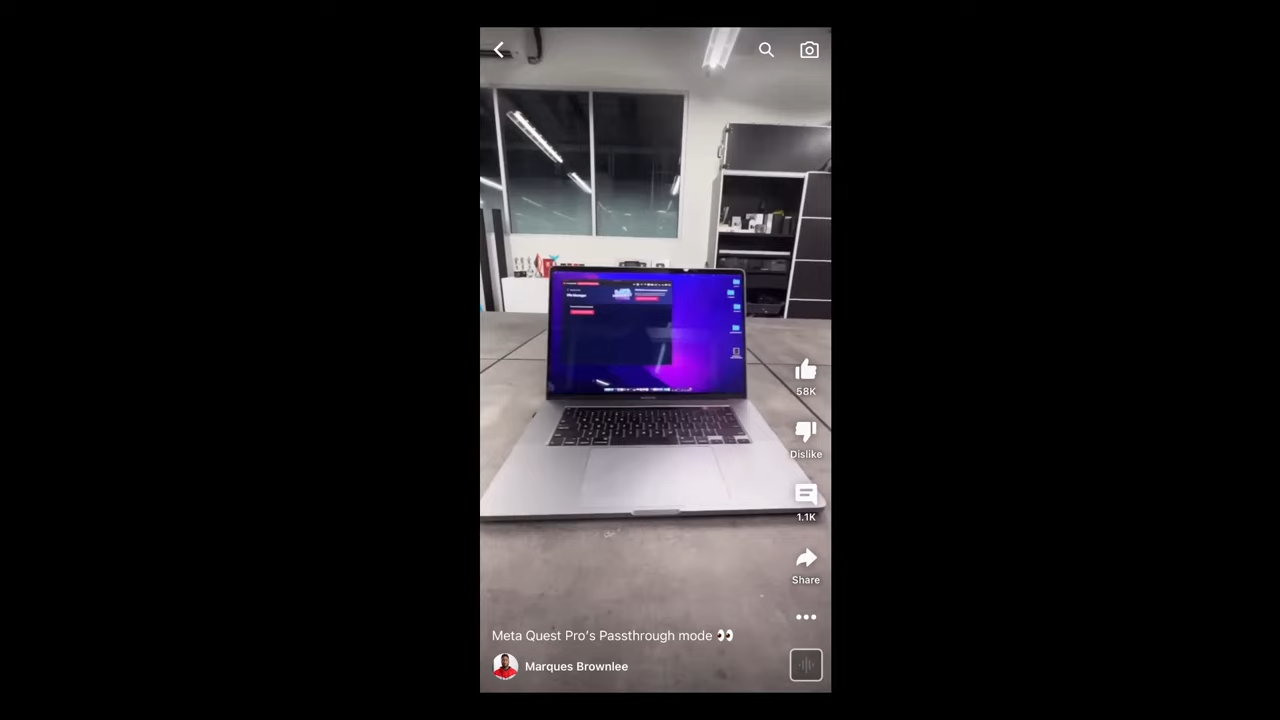 58K
Dislike
1.1K
Share
Meta Quest Pro's Passthrough mode 👀
Marques Brownlee